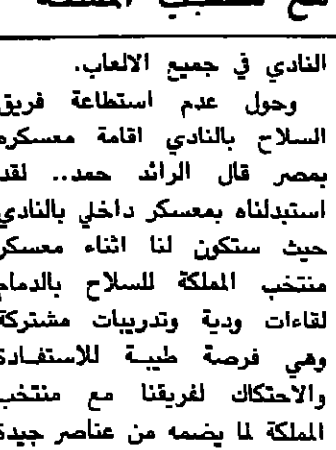 النادي في جميع الالعاب.
وحول عدم استطاعة فريق
السلاح بالنادي اقامة معسكره
بمصر قال الرائد حمد.. لقد
استبدلناه بمعسكر داخلي بالنادي
حيث ستكون لنا اثناء معسكر
منتخب المملكة للسلاح بالدمام
لقاءات ودية وتدريبات مشتركة
وهي فرصة طيبة للإستفادة
والاحتكاك لفريقنا مع منتخب
المملكة لما يضمه من عناصر جيدة